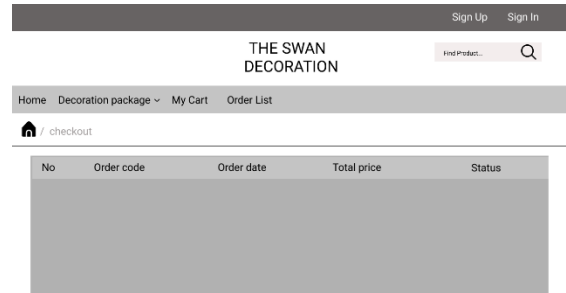 Sign Up Sign In
THE SWAN
DECORATION
Find Product...
Home Decoration package My Cart Order List
/ checkout
No Order code Order date Total price Status